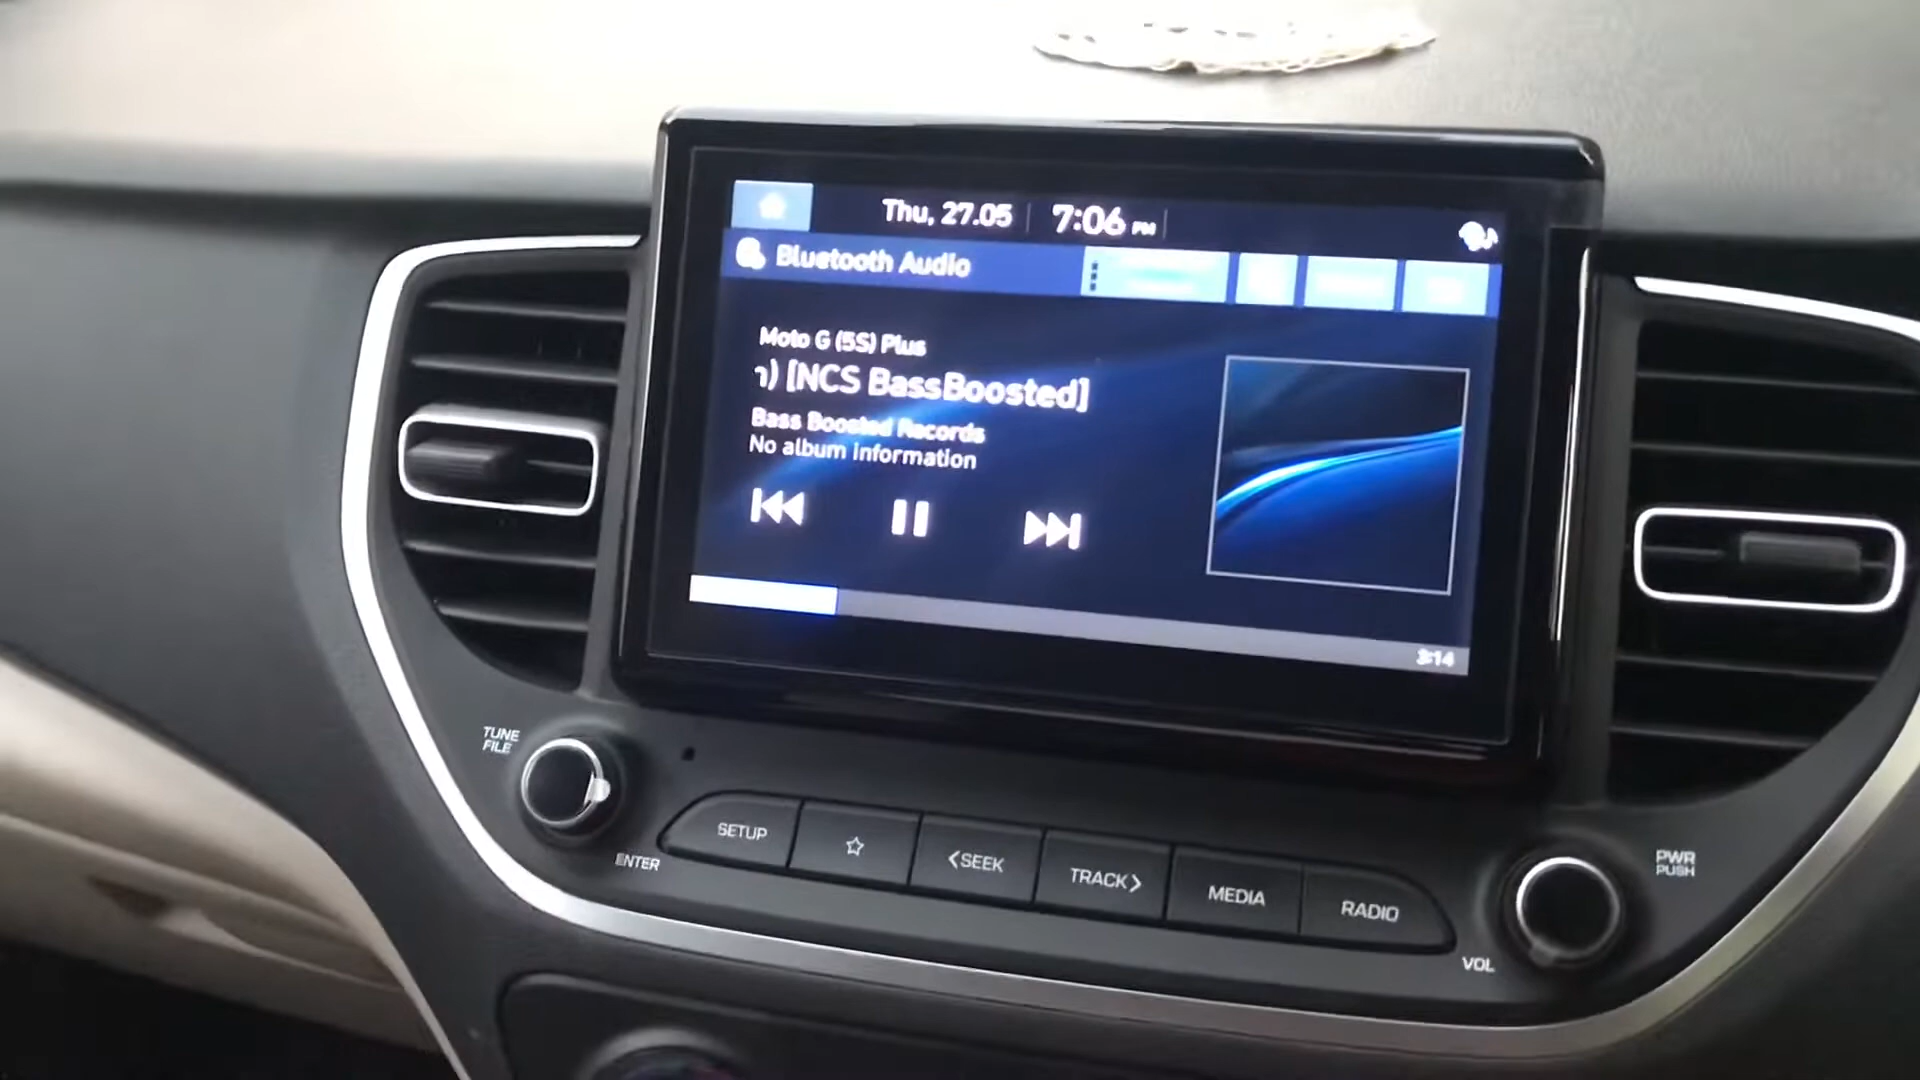 Thu, 27.05 7:06 PM
Bluetooth Audio
Moto G (5S) Plus
) [NCS BassBoosted]
Bass Boosted Records
No album information
3:14
TUNE
FILE
ENTER
SETUP
<SEEK
TRACK>
MEDIA
RADIO
PWR
PUSH
VOL